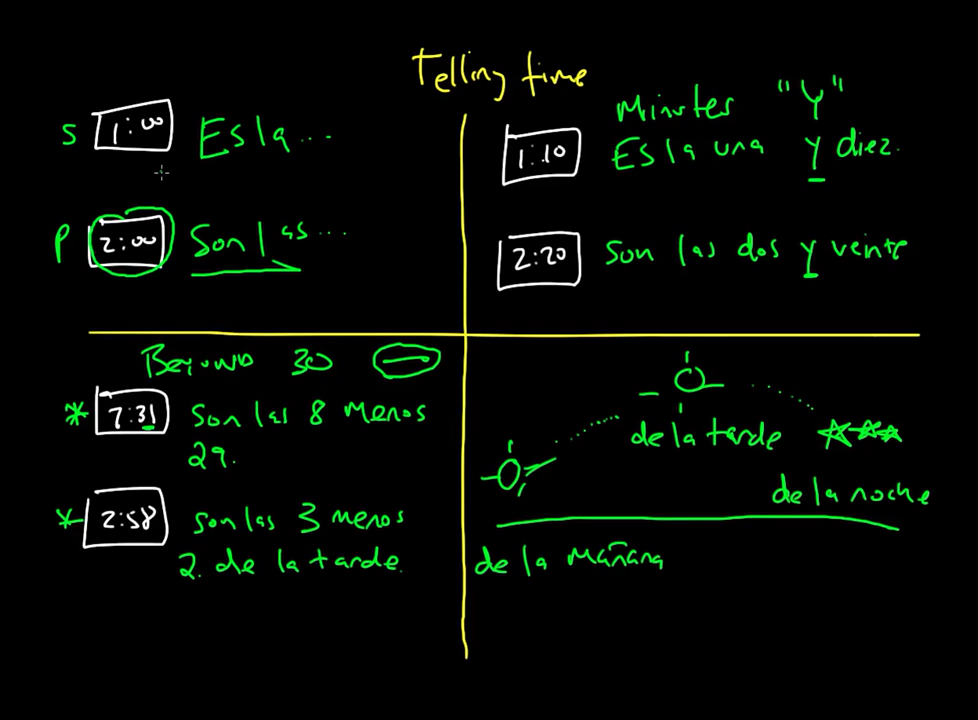 Telling time
S 1:00 Es la ...
P 2:00 Son las ...
Minutes "Y"
1:10 Es la una y diez.
2:20 son las dos y veinte
Beyond 30 —
* 7:31 son las 8 menos
29.
* 2:58 son las 3 menos
2. de la tarde.
de la tarde
de la noche
de la mañana